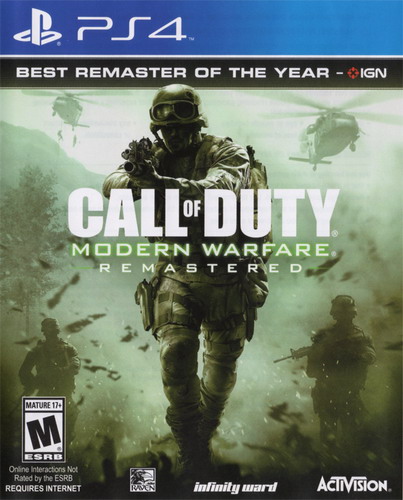 PS4
BEST REMASTER OF THE YEAR - IGN
CALL OF DUTY®
MODERN WARFARE®
REMASTERED
MATURE 17+
M
ESRB
Online Interactions Not
Rated by the ESRB
REQUIRES INTERNET
RAVEN
infinity ward
ACTIVISION®